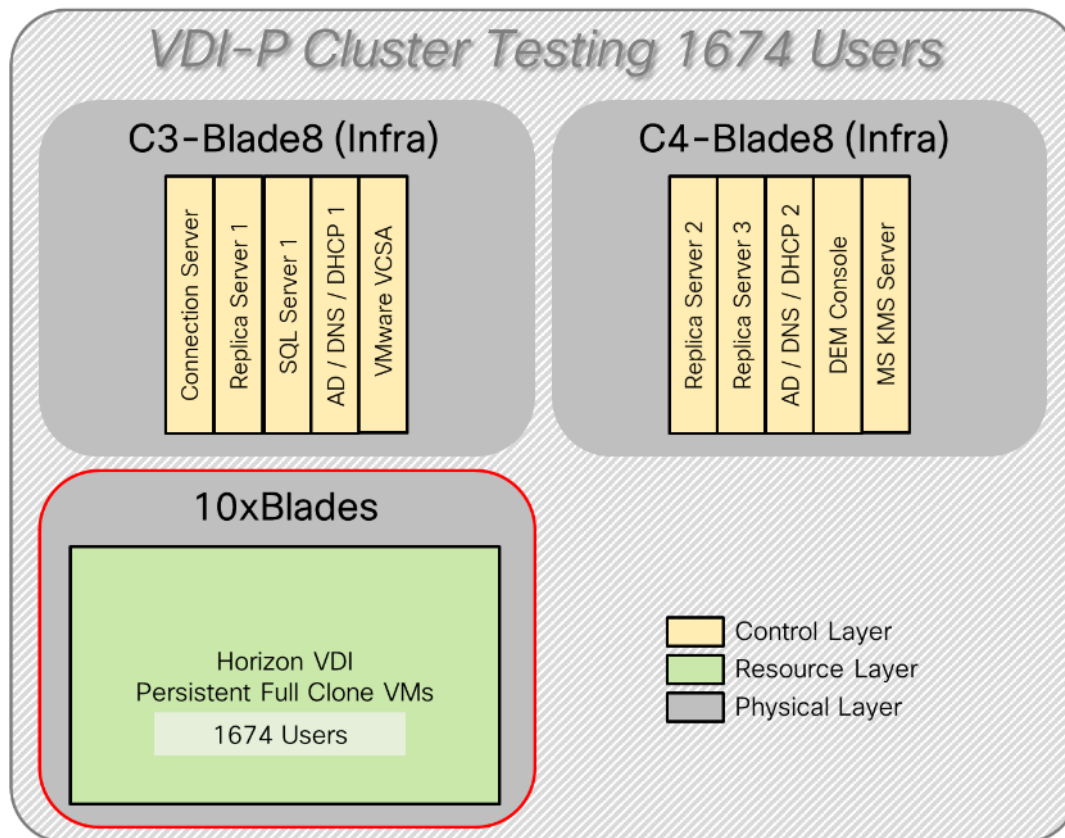 VDI-P Cluster Testing 1674 Users
C3-Blade8 (Infra)
Connection Server
Replica Server 1
SQL Server 1
AD / DNS / DHCP 1
VMware VCSA
C4-Blade8 (Infra)
Replica Server 2
Replica Server 3
AD / DNS / DHCP 2
DEM Console
MS KMS Server
10xBlades
Horizon VDI
Persistent Full Clone VMs
1674 Users
Control Layer
Resource Layer
Physical Layer